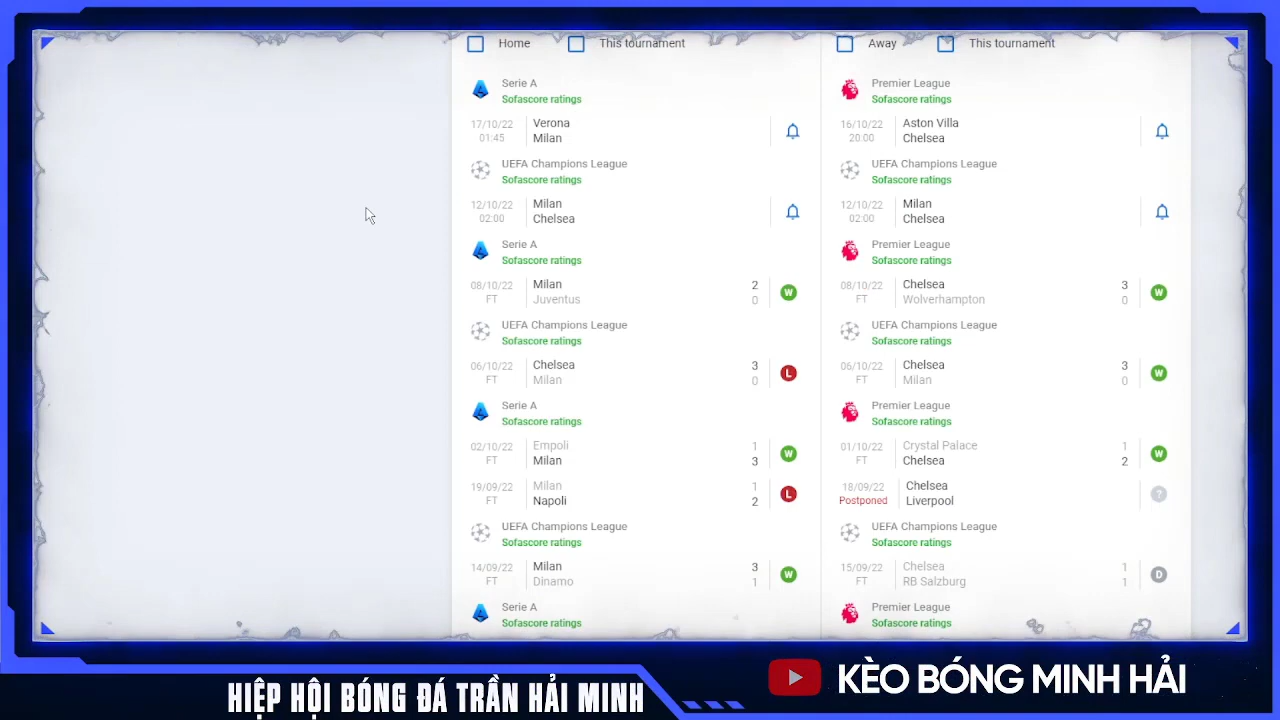 Home
This tournament
Serie A
Sofascore ratings
17/10/22
01:45
Verona
Milan
UEFA Champions League
Sofascore ratings
12/10/22
02:00
Milan
Chelsea
Serie A
Sofascore ratings
08/10/22
FT
Milan 2
Juventus 0
W
UEFA Champions League
Sofascore ratings
06/10/22
FT
Chelsea 3
Milan 0
L
Serie A
Sofascore ratings
02/10/22
FT
Empoli 1
Milan 3
W
19/09/22
FT
Milan 1
Napoli 2
L
UEFA Champions League
Sofascore ratings
14/09/22
FT
Milan 3
Dinamo 1
W
Serie A
Sofascore ratings
Away
This tournament
Premier League
Sofascore ratings
16/10/22
20:00
Aston Villa
Chelsea
UEFA Champions League
Sofascore ratings
12/10/22
02:00
Milan
Chelsea
Premier League
Sofascore ratings
08/10/22
FT
Chelsea 3
Wolverhampton 0
W
UEFA Champions League
Sofascore ratings
06/10/22
FT
Chelsea 3
Milan 0
W
Premier League
Sofascore ratings
01/10/22
FT
Crystal Palace 1
Chelsea 2
W
18/09/22
Postponed
Chelsea
Liverpool
?
UEFA Champions League
Sofascore ratings
15/09/22
FT
Chelsea 1
RB Salzburg 1
D
Premier League
Sofascore ratings
HIỆP HỘI BÓNG ĐÁ TRẦN HẢI MINH
KÈO BÓNG MINH HẢI